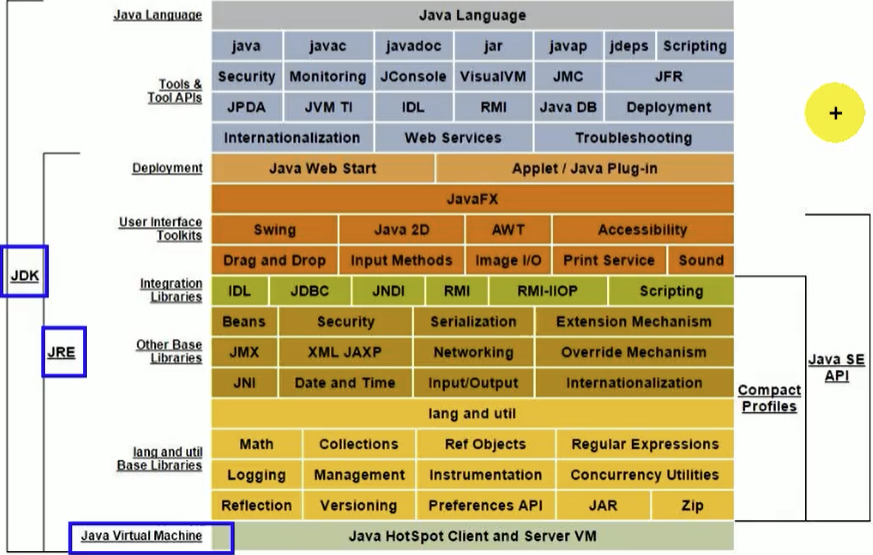 Java Language Java Language
java javac javadoc jar javap jdeps Scripting
Tools & Tool APIs
Security Monitoring JConsole VisualVM JMC JFR
JPDA JVM TI IDL RMI Java DB Deployment
Internationalization Web Services Troubleshooting
Deployment Java Web Start Applet / Java Plug-in
JavaFX
User Interface Toolkits
Swing Java 2D AWT Accessibility
Drag and Drop Input Methods Image I/O Print Service Sound
JDK
Integration Libraries
IDL JDBC JNDI RMI RMI-IIOP Scripting
Beans Security Serialization Extension Mechanism
JRE
Other Base Libraries
JMX XML JAXP Networking Override Mechanism
Java SE API
JNI Date and Time Input/Output Internationalization
Compact Profiles
lang and util
lang and util Base Libraries
Math Collections Ref Objects Regular Expressions
Logging Management Instrumentation Concurrency Utilities
Reflection Versioning Preferences API JAR Zip
Java Virtual Machine Java HotSpot Client and Server VM